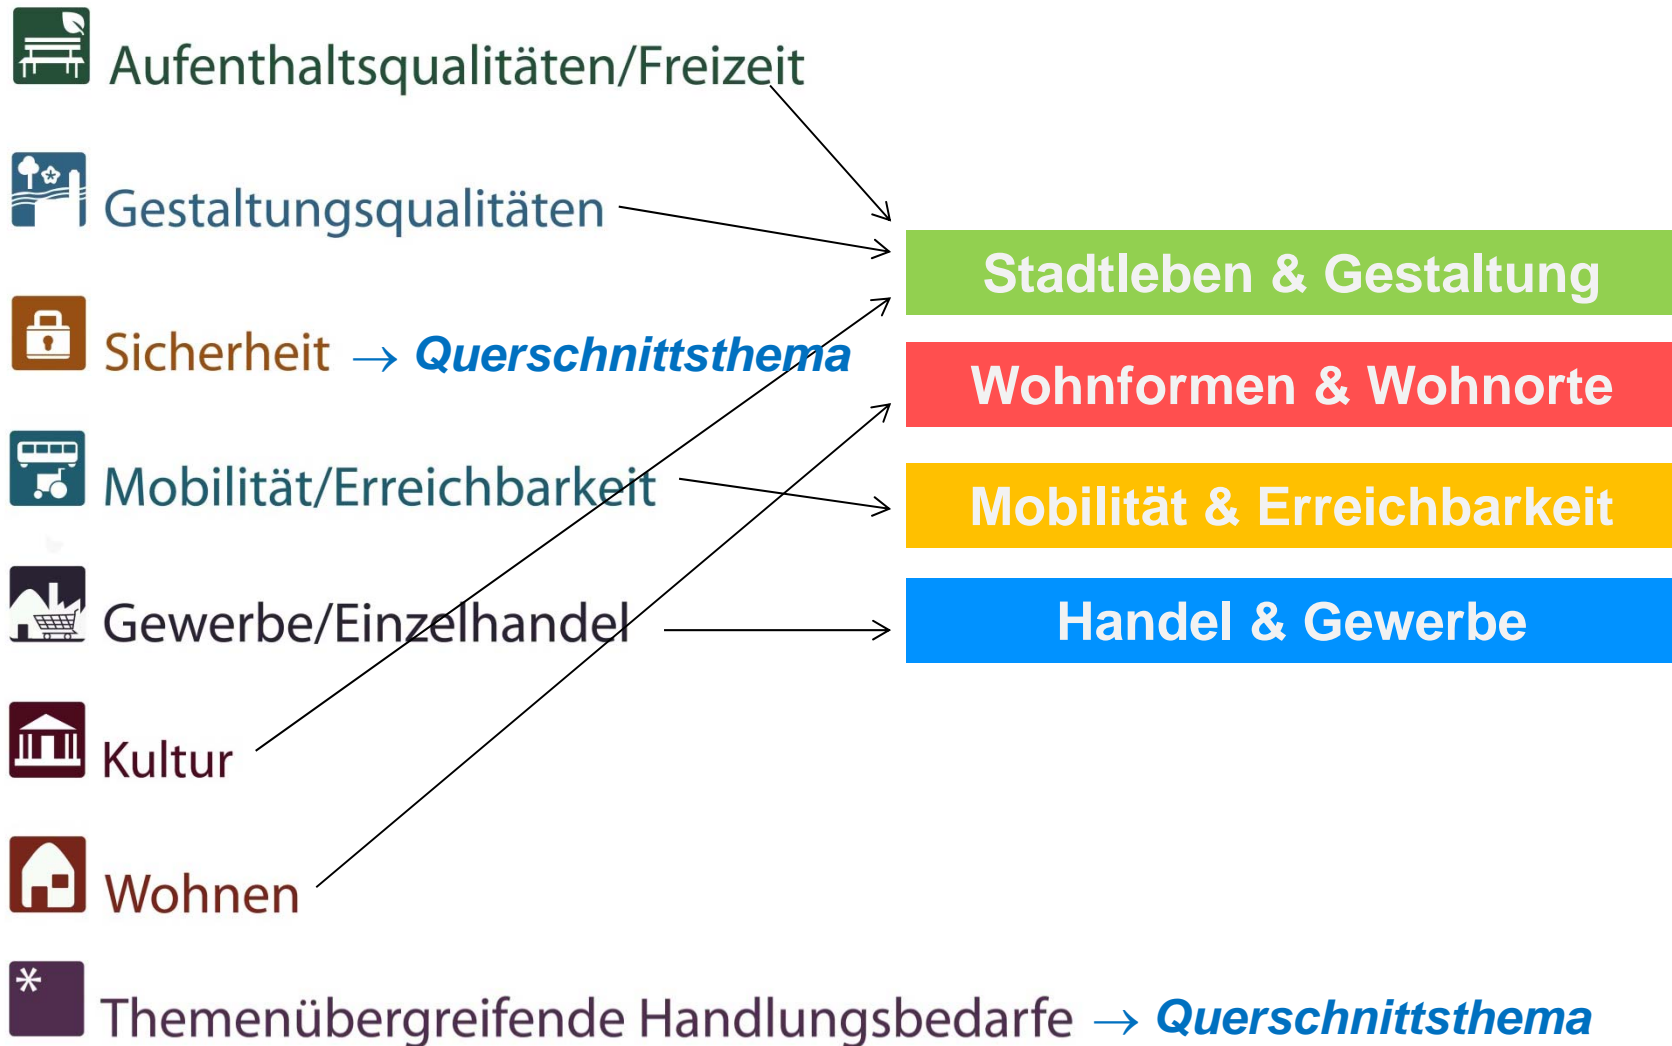 Aufenthaltsqualitäten/Freizeit
Gestaltungsqualitäten
Stadtleben & Gestaltung
Sicherheit → Querschnittsthema
Wohnformen & Wohnorte
Mobilität/Erreichbarkeit
Mobilität & Erreichbarkeit
Gewerbe/Einzelhandel
Handel & Gewerbe
Kultur
Wohnen
* Themenübergreifende Handlungsbedarfe → Querschnittsthema